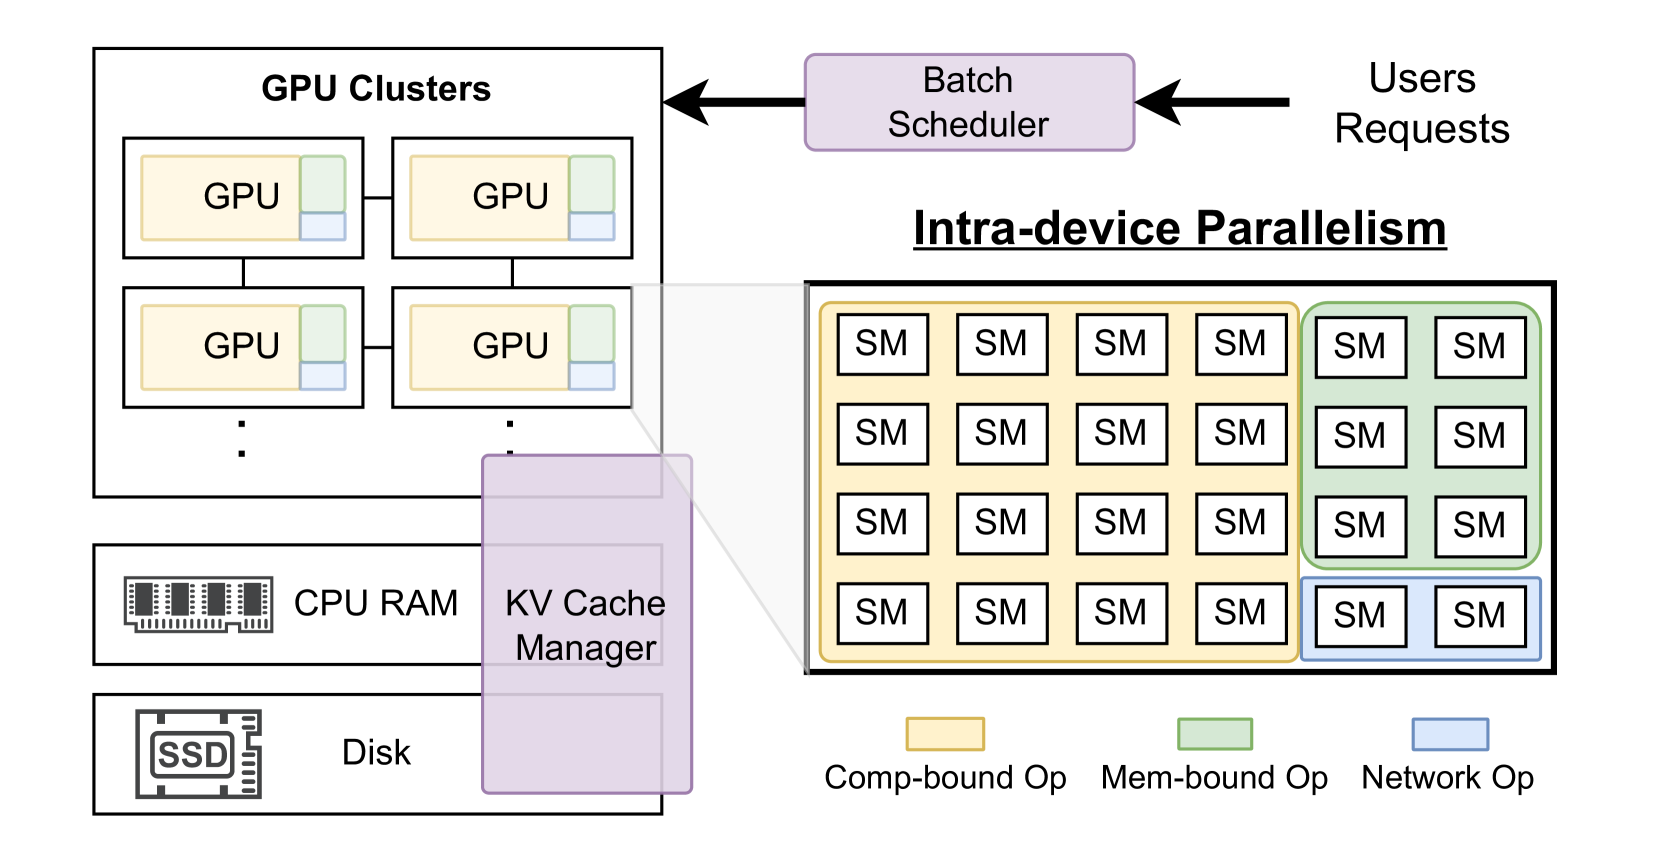 GPU Clusters
Batch
Scheduler
Users
Requests
GPU GPU
GPU GPU
CPU RAM
KV Cache
Manager
SSD
Disk
Intra-device Parallelism
SM SM SM SM SM SM
SM SM SM SM SM SM
SM SM SM SM SM SM
SM SM SM SM SM SM
Comp-bound Op Mem-bound Op Network Op